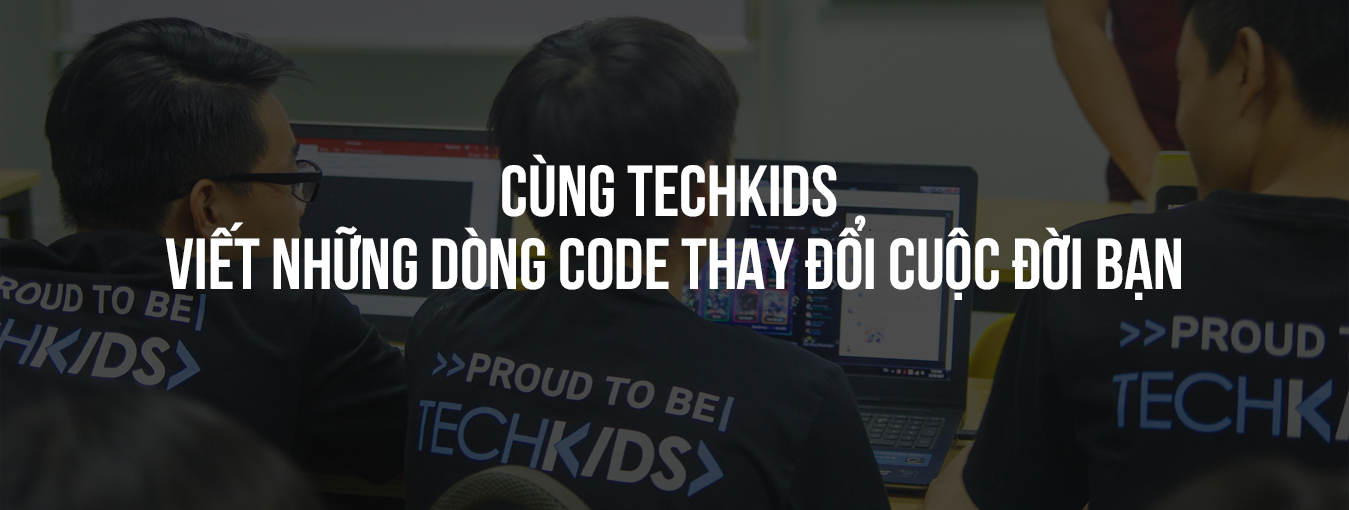 CÙNG TECHKIDS
VIẾT NHỮNG DÒNG CODE THAY ĐỔI CUỘC ĐỜI BẠN
PROUD TO BE|
HKIDS>
>>PROUD TO BE|
TECHKIDS>
>>PROUD
TECHK